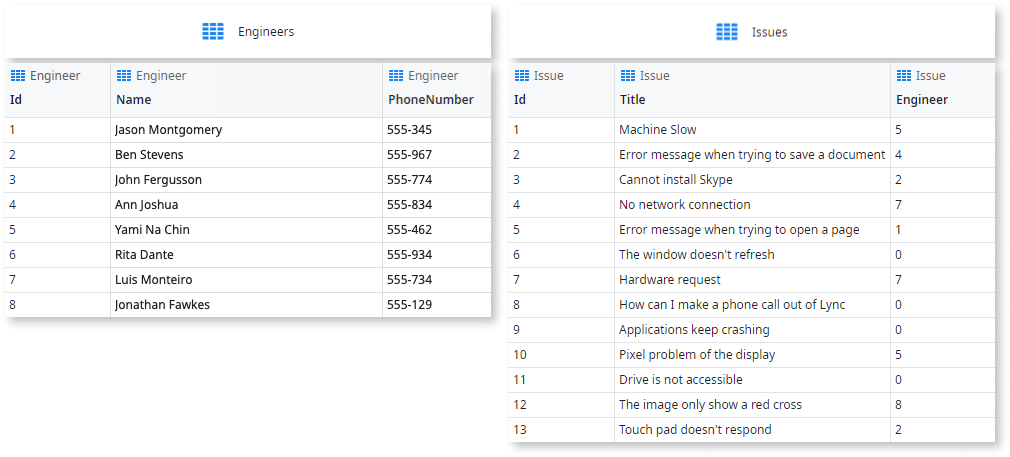 Engineers
Engineer Engineer Engineer
Id Name PhoneNumber
1 Jason Montgomery 555-345
2 Ben Stevens 555-967
3 John Fergusson 555-774
4 Ann Joshua 555-834
5 Yami Na Chin 555-462
6 Rita Dante 555-934
7 Luis Monteiro 555-734
8 Jonathan Fawkes 555-129
Issues
Issue Issue Issue
Id Title Engineer
1 Machine Slow 5
2 Error message when trying to save a document 4
3 Cannot install Skype 2
4 No network connection 7
5 Error message when trying to open a page 1
6 The window doesn't refresh 0
7 Hardware request 7
8 How can I make a phone call out of Lync 0
9 Applications keep crashing 0
10 Pixel problem of the display 5
11 Drive is not accessible 0
12 The image only show a red cross 8
13 Touch pad doesn't respond 2